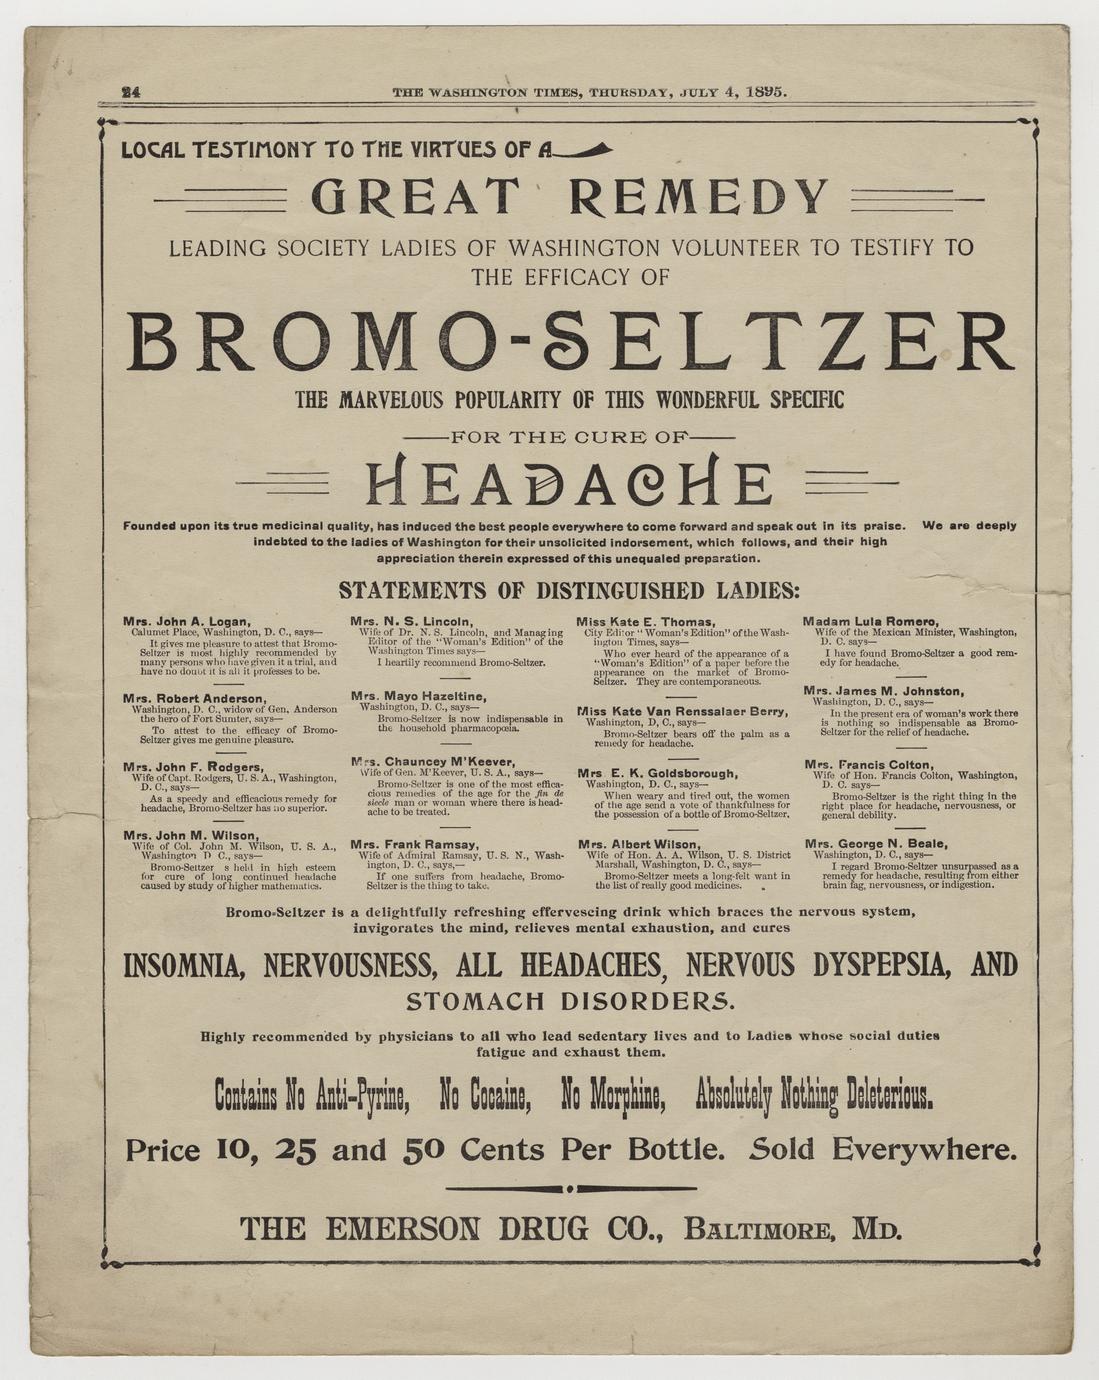 24
THE WASHINGTON TIMES, THURSDAY, JULY 4, 1895.
LOCAL TESTIMONY TO THE VIRTUES OF A
GREAT REMEDY
LEADING SOCIETY LADIES OF WASHINGTON VOLUNTEER TO TESTIFY TO
THE EFFICACY OF
BROMO-SELTZER
THE MARVELOUS POPULARITY OF THIS WONDERFUL SPECIFIC
—FOR THE CURE OF—
HEADACHE
Founded upon its true medicinal quality, has induced the best people everywhere to come forward and speak out in its praise. We are deeply
indebted to the ladies of Washington for their unsolicited indorsement, which follows, and their high
appreciation therein expressed of this unequaled preparation.
STATEMENTS OF DISTINGUISHED LADIES:
Mrs. John A. Logan,
Calumet Place, Washington, D. C., says—
It gives me pleasure to attest that Bromo-
Seltzer is most highly recommended by
many persons who have given it a trial, and
have no doubt it is all it professes to be.
Mrs. Robert Anderson,
Washington, D. C., widow of Gen. Anderson
the hero of Fort Sumter, says—
To attest to the efficacy of Bromo-
Seltzer gives me genuine pleasure.
Mrs. John F. Rodgers,
Wife of Capt. Rodgers, U. S. A., Washington,
D. C., says—
As a speedy and efficacious remedy for
headache, Bromo-Seltzer has no superior.
Mrs. John M. Wilson,
Wife of Col. John M. Wilson, U. S. A.,
Washington D C., says—
Bromo-Seltzer s held in high esteem
for cure of long continued headache
caused by study of higher mathematics.
Mrs. N. S. Lincoln,
Wife of Dr. N. S. Lincoln, and Managing
Editor of the "Woman's Edition" of the
Washington Times says—
I heartily recommend Bromo-Seltzer.
Mrs. Mayo Hazeltine,
Washington, D. C., says—
Bromo-Seltzer is now indispensable in
the household pharmacopœia.
Mrs. Chauncey M'Keever,
Wife of Gen. M'Keever, U. S. A., says—
Bromo-Seltzer is one of the most effica-
cious remedies of the age for the fin de
siecle man or woman where there is head-
ache to be treated.
Mrs. Frank Ramsay,
Wife of Admiral Ramsay, U. S. N., Wash-
ington, D. C., says,—
If one suffers from headache, Bromo-
Seltzer is the thing to take.
Miss Kate E. Thomas,
City Editor "Woman's Edition" of the Wash-
ington Times, says—
Who ever heard of the appearance of a
"Woman's Edition" of a paper before the
appearance on the market of Bromo-
Seltzer. They are contemporaneous.
Miss Kate Van Renssalaer Berry,
Washington, D, C., says—
Bromo-Seltzer bears off the palm as a
remedy for headache.
Mrs. E. K. Goldsborough,
Washington, D. C., says—
When weary and tired out, the women
of the age send a vote of thankfulness for
the possession of a bottle of Bromo-Seltzer.
Mrs. Albert Wilson,
Wife of Hon. A. A. Wilson, U. S. District
Marshall, Washington, D. C., says—
Bromo-Seltzer meets a long-felt want in
the list of really good medicines.
Madam Lula Romero,
Wife of the Mexican Minister, Washington,
D. C. says—
I have found Bromo-Seltzer a good rem-
edy for headache.
Mrs. James M. Johnston,
Washington, D. C., says—
In the present era of woman's work there
is nothing so indispensable as Bromo-
Seltzer for the relief of headache.
Mrs. Francis Colton,
Wife of Hon. Francis Colton, Washington,
D. C. says—
Bromo-Seltzer is the right thing in the
right place for headache, nervousness, or
general debility.
Mrs. George N. Beale,
Washington, D. C., says—
I regard Bromo-Seltzer unsurpassed as a
remedy for headache, resulting from either
brain fag, nervousness, or indigestion.
Bromo-Seltzer is a delightfully refreshing effervescing drink which braces the nervous system,
invigorates the mind, relieves mental exhaustion, and cures
INSOMNIA, NERVOUSNESS, ALL HEADACHES, NERVOUS DYSPEPSIA, AND
STOMACH DISORDERS.
Highly recommended by physicians to all who lead sedentary lives and to Ladies whose social duties
fatigue and exhaust them.
Contains No Anti-Pyrine, No Cocaine, No Morphine, Absolutely Nothing Deleterious.
Price 10, 25 and 50 Cents Per Bottle. Sold Everywhere.
THE EMERSON DRUG CO., BALTIMORE, MD.